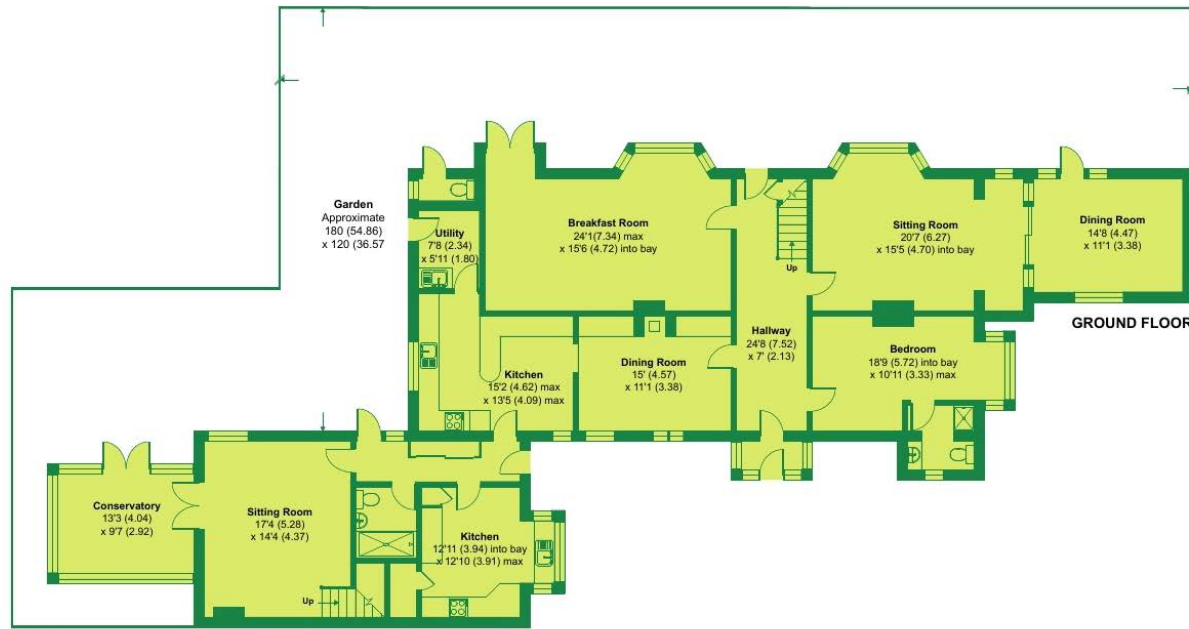 Garden
Approximate
180 (54.86)
x 120 (36.57
Utility
7'8 (2.34)
x 5'11 (1.80)
Breakfast Room
24'1(7.34) max
x 15'6 (4.72) into bay
Up
Sitting Room
20'7 (6.27)
x 15'5 (4.70) into bay
Dining Room
14'8 (4.47)
x 11'1 (3.38)
GROUND FLOOR
Kitchen
15'2 (4.62) max
x 13'5 (4.09) max
Dining Room
15' (4.57)
x 11'1 (3.38)
Hallway
24'8 (7.52)
x 7' (2.13)
Bedroom
18'9 (5.72) into bay
x 10'11 (3.33) max
Conservatory
13'3 (4.04)
x 9'7 (2.92)
Sitting Room
17'4 (5.28)
x 14'4 (4.37)
Up
Kitchen
12'11 (3.94) into bay
x 12'10 (3.91) max